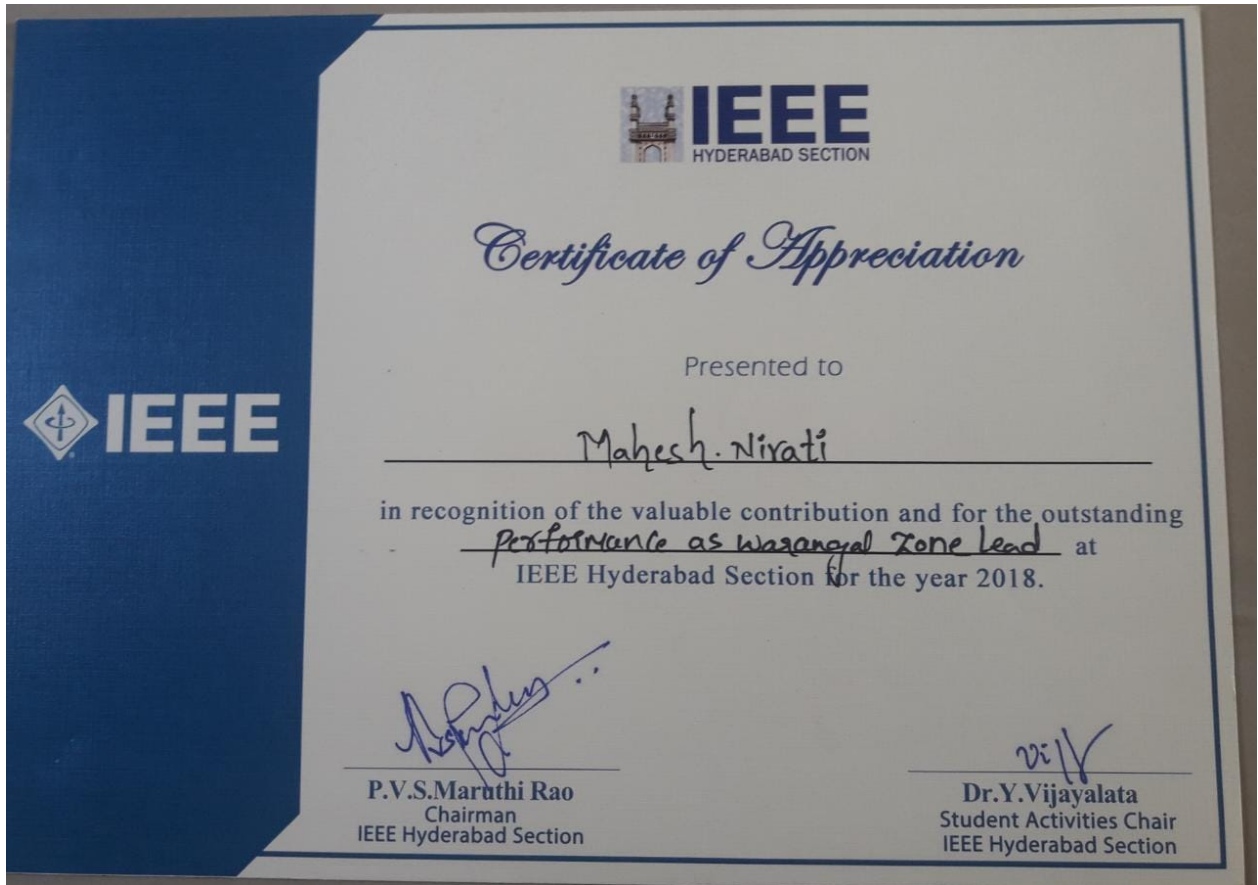 IEEE
HYDERABAD SECTION
Certificate of Appreciation
Presented to
IEEE
Mahesh. Nirati
in recognition of the valuable contribution and for the outstanding
performance as Warangal Zone Lead at
IEEE Hyderabad Section for the year 2018.
P.V.S.Maruthi Rao
Chairman
IEEE Hyderabad Section
Dr.Y.Vijayalata
Student Activities Chair
IEEE Hyderabad Section